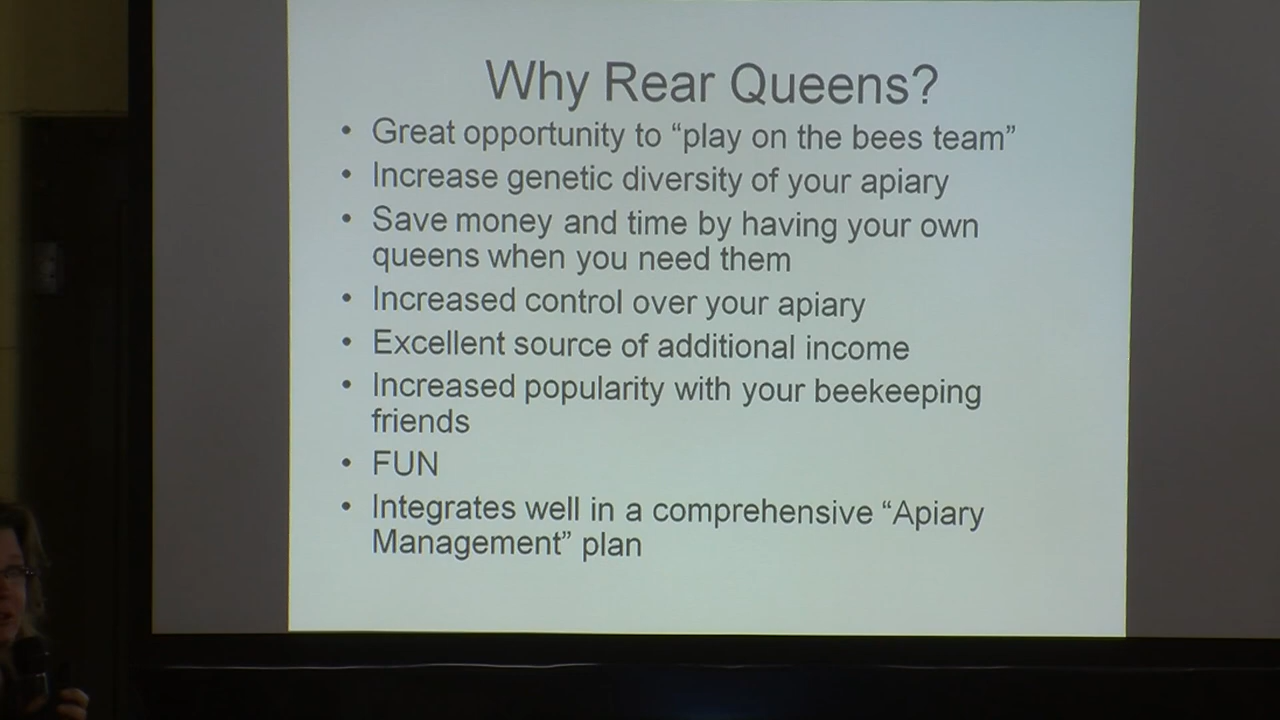 Why Rear Queens?
• Great opportunity to “play on the bees team”
• Increase genetic diversity of your apiary
• Save money and time by having your own
queens when you need them
• Increased control over your apiary
• Excellent source of additional income
• Increased popularity with your beekeeping
friends
• FUN
• Integrates well in a comprehensive “Apiary
Management” plan